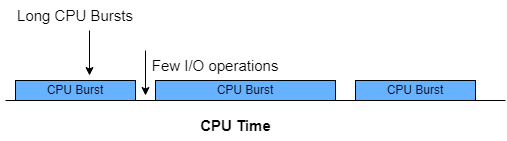 Long CPU Bursts
Few I/O operations
CPU Burst
CPU Burst
CPU Burst
CPU Time